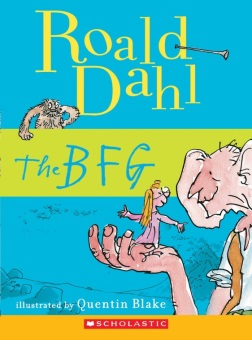 Roald
Dahl
The BFG
illustrated by Quentin Blake
SCHOLASTIC